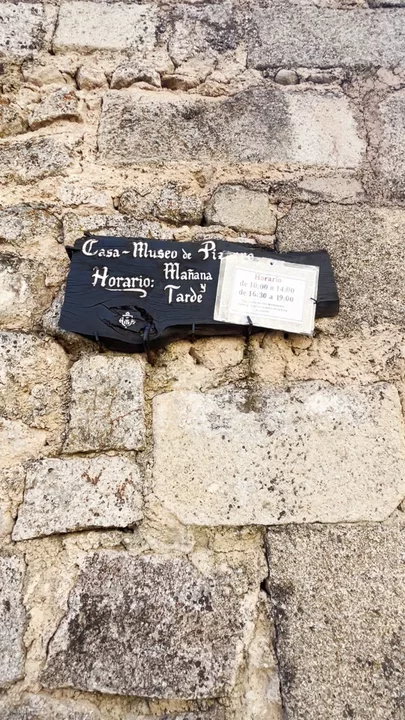 Casa-Museo de Pizarro
Horario: Mañana
y
Tarde
Horario
de 10.00 a 14:00
de 16:30 a 19:00